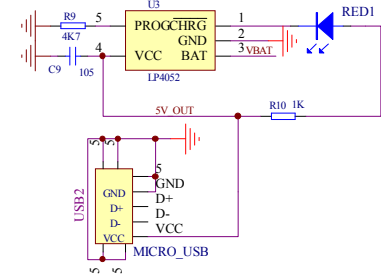 U3
RED1
R9
5
PROG
CHRG
1
4K7
GND
2
4
VCC
BAT
3
VBAT
C9
105
LP4052
5V_OUT
R10
1K
5
5
5
GND
GND
D+
D+
D-
D-
VCC
VCC
USB2
MICRO_USB
5
5